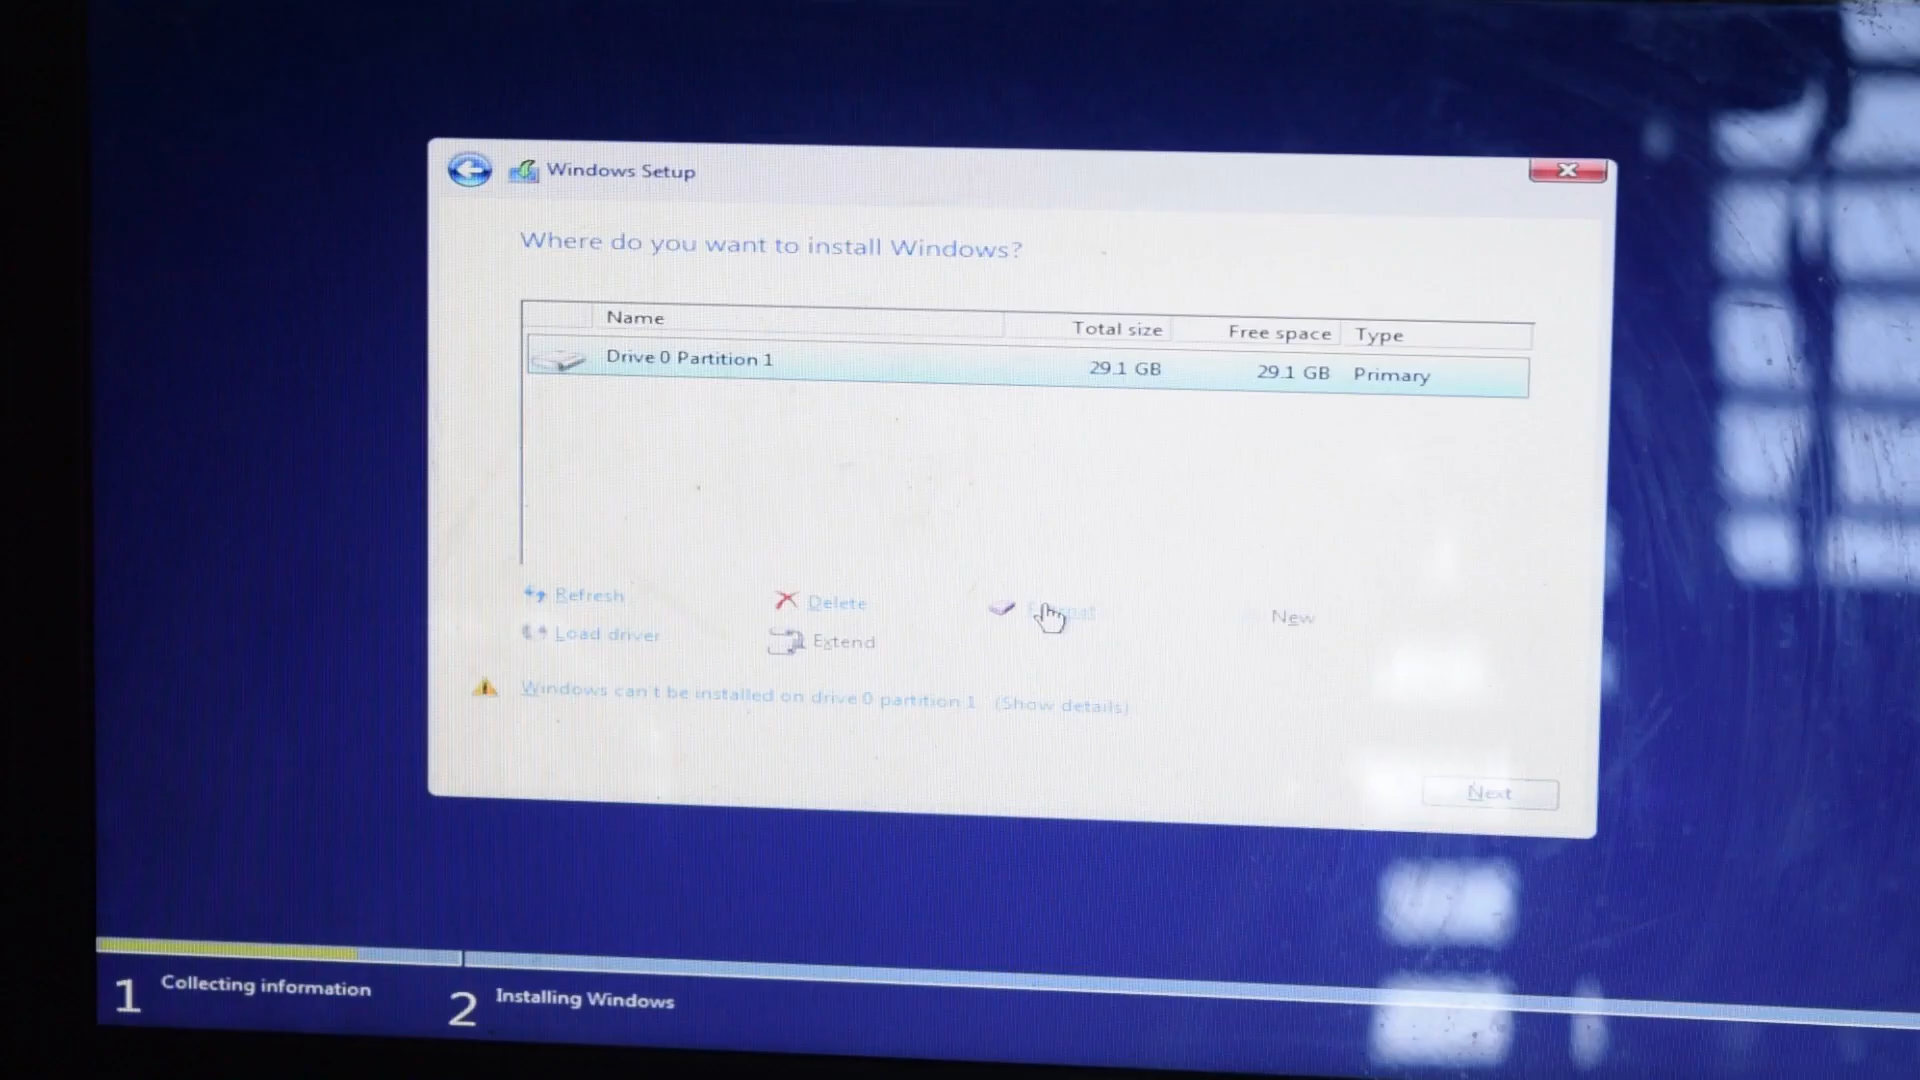 Windows Setup
Where do you want to install Windows?
Name Total size Free space Type
Drive 0 Partition 1 29.1 GB 29.1 GB Primary
Refresh Delete Format New
Load driver Extend
Windows can't be installed on drive 0 partition 1 (Show details)
Next
1 Collecting information 2 Installing Windows